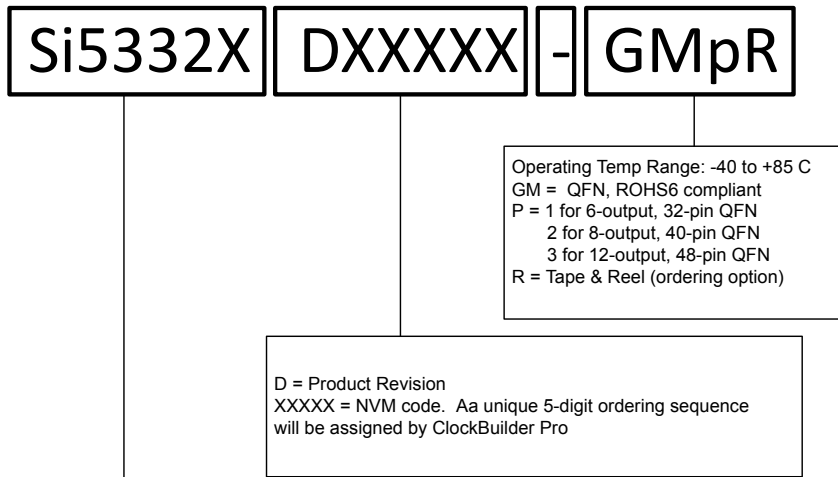 Si5332X DXXXXX - GMpR
Operating Temp Range: -40 to +85 C
GM = QFN, ROHS6 compliant
P = 1 for 6-output, 32-pin QFN
2 for 8-output, 40-pin QFN
3 for 12-output, 48-pin QFN
R = Tape & Reel (ordering option)
D = Product Revision
XXXXX = NVM code. Aa unique 5-digit ordering sequence
will be assigned by ClockBuilder Pro